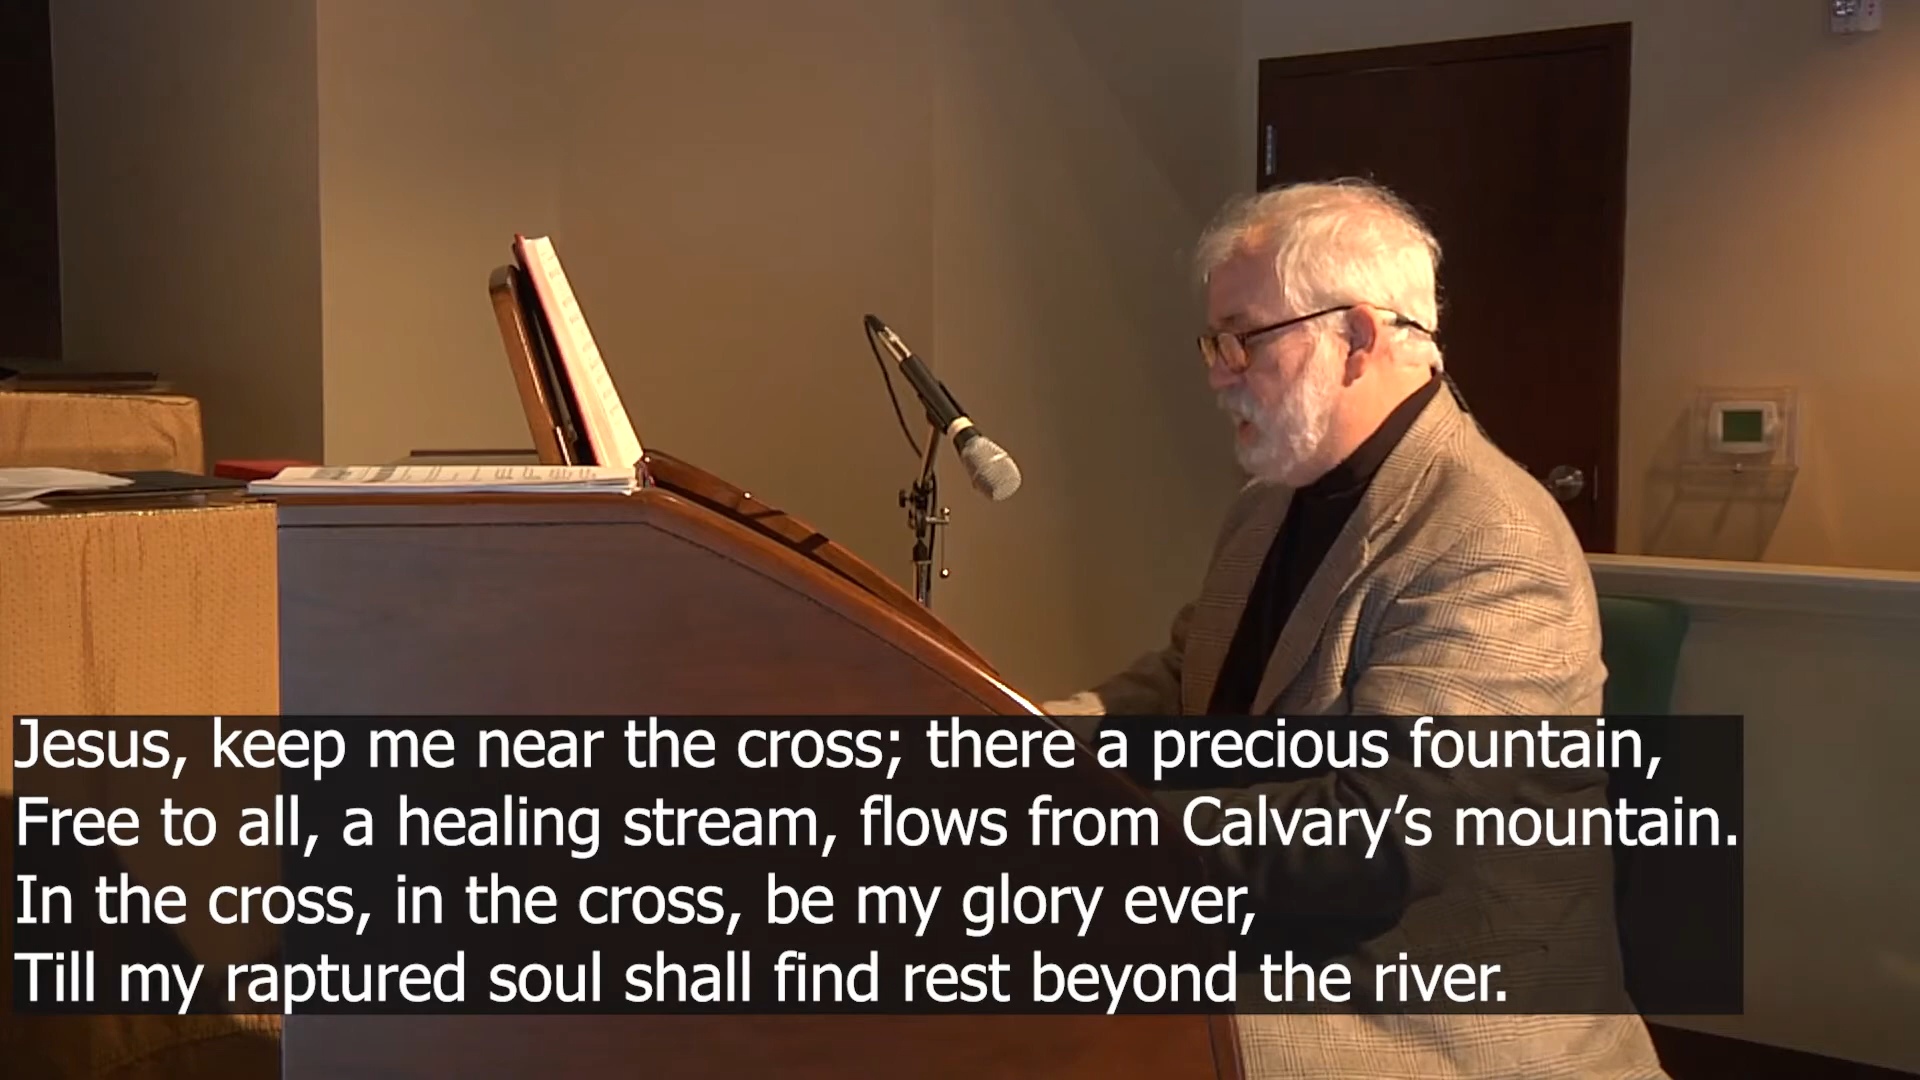 Jesus, keep me near the cross; there a precious fountain,
Free to all, a healing stream, flows from Calvary’s mountain.
In the cross, in the cross, be my glory ever,
Till my raptured soul shall find rest beyond the river.